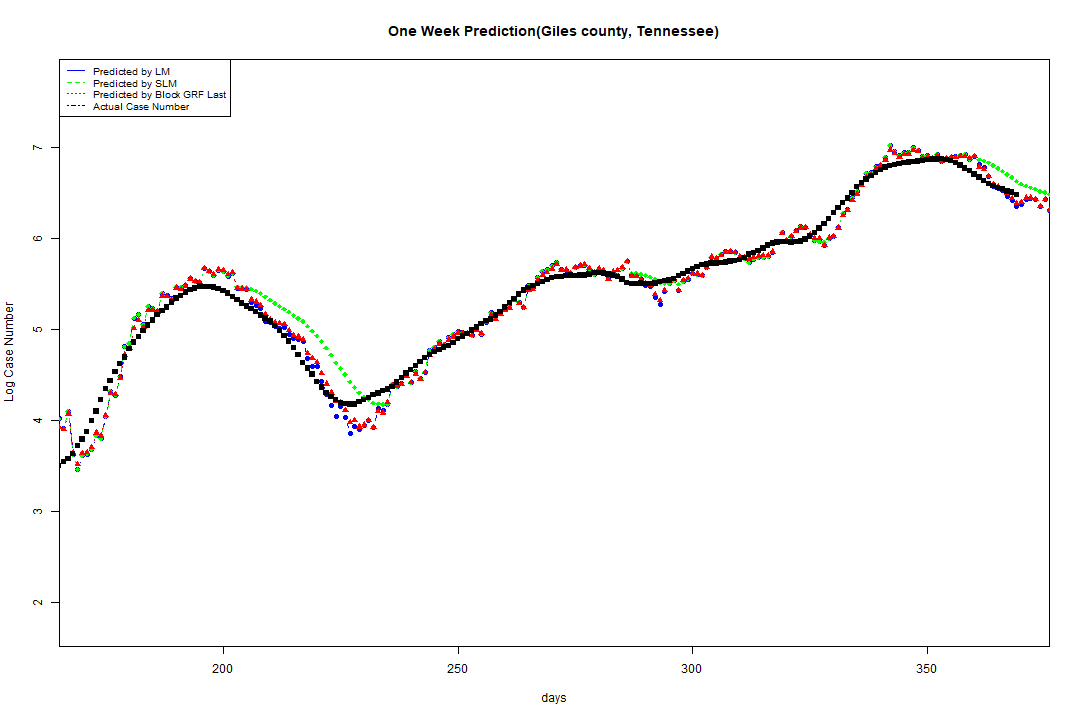 One Week Prediction(Giles county, Tennessee)
Predicted by LM
Predicted by SLM
Predicted by Block GRF Last
Actual Case Number
Log Case Number
7
6
5
4
3
2
200 250 300 350
days